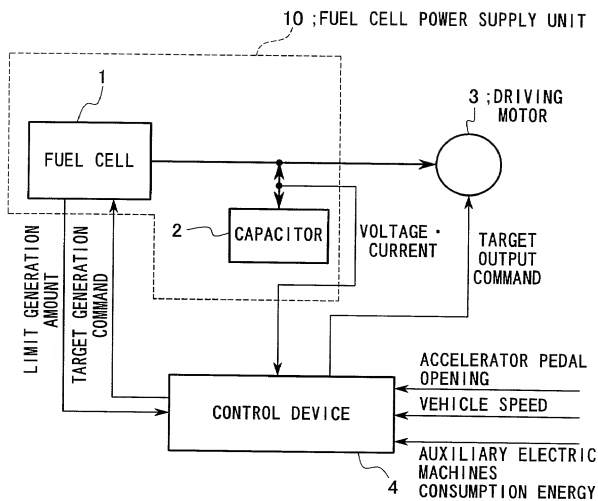 10 ;FUEL CELL POWER SUPPLY UNIT
1
FUEL CELL
3 ;DRIVING
MOTOR
2
CAPACITOR
VOLTAGE·
CURRENT
TARGET
OUTPUT
COMMAND
LIMIT GENERATION
AMOUNT
TARGET GENERATION
COMMAND
CONTROL DEVICE
4
ACCELERATOR PEDAL
OPENING
VEHICLE SPEED
AUXILIARY ELECTRIC
MACHINES
CONSUMPTION ENERGY